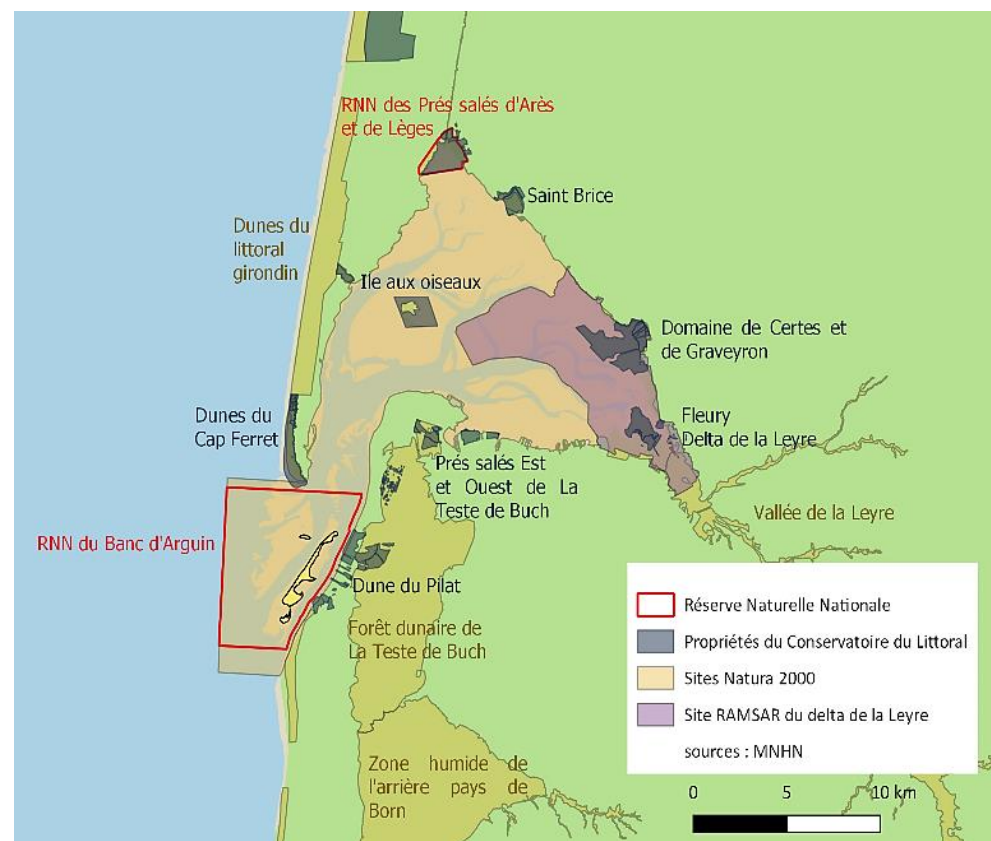 RNN des Prés salés d'Arès
et de Lèges
Saint Brice
Dunes du
littoral
girondin
Ile aux oiseaux
Domaine de Certes et
de Graveyron
Dunes du
Cap Ferret
Fleury
Delta de la Leyre
Prés salés Est
et Ouest de La
Teste de Buch
Vallée de la Leyre
RNN du Banc d'Arguin
Dune du Pilat
Forêt dunaire de
La Teste de Buch
Zone humide de
l'arrière pays de
Born
Réserve Naturelle Nationale
Propriétés du Conservatoire du Littoral
Sites Natura 2000
Site RAMSAR du delta de la Leyre
sources : MNHN
0 5 10 km